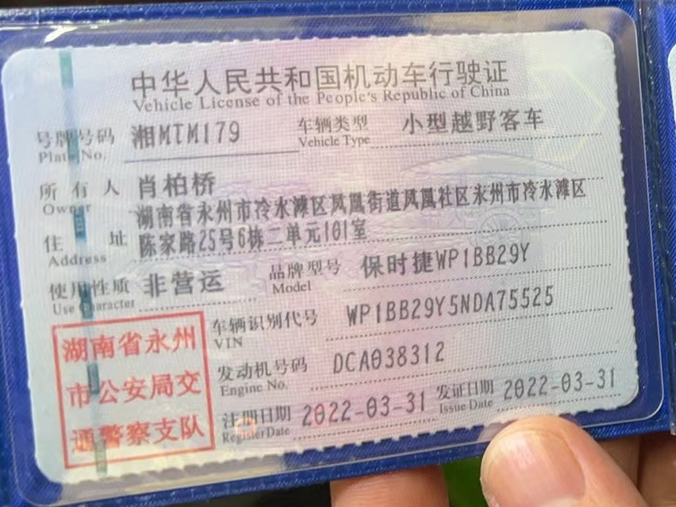 中华人民共和国机动车行驶证
Vehicle License of the People's Republic of China
号牌号码 湘MTM179 车辆类型 小型越野客车
Plate No. Vehicle Type
所有人 肖柏桥
Owner
湖南省永州市冷水滩区凤凰街道凤凰社区永州市冷水滩区
住址 陈家路25号6栋二单元101室
Address
使用性质 非营运 品牌型号 保时捷WP1BB29Y
Use Character Model
车辆识别代号 WP1BB29Y5NDA75525
VIN
发动机号码 DCA038312
Engine No.
注册日期 2022-03-31 发证日期 2022-03-31
Register Date Issue Date
湖南省永州
市公安局交
通警察支队